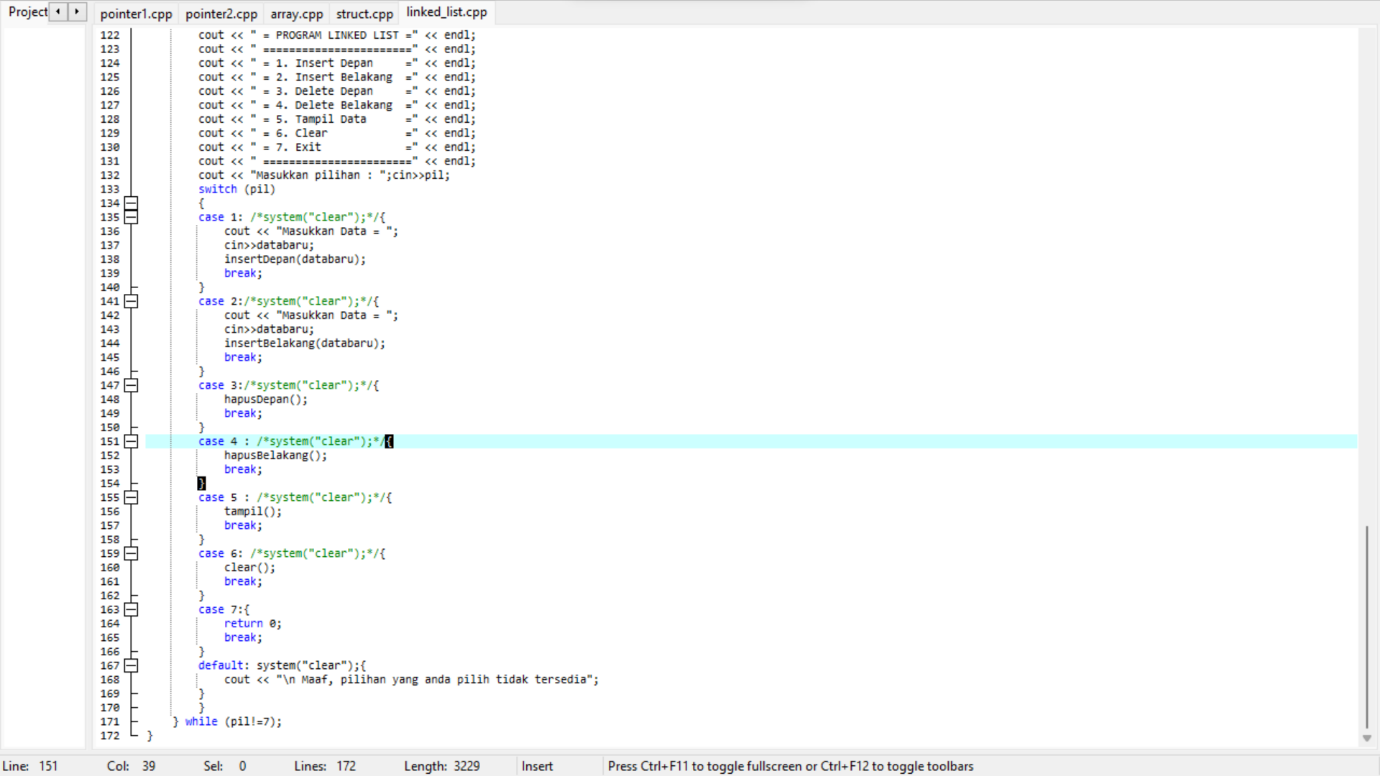 Project
pointer1.cpp pointer2.cpp array.cpp struct.cpp linked_list.cpp
122 cout << " = PROGRAM LINKED LIST =" << endl;
123 cout << " =======================" << endl;
124 cout << " = 1. Insert Depan     =" << endl;
125 cout << " = 2. Insert Belakang  =" << endl;
126 cout << " = 3. Delete Depan     =" << endl;
127 cout << " = 4. Delete Belakang  =" << endl;
128 cout << " = 5. Tampil Data      =" << endl;
129 cout << " = 6. Clear            =" << endl;
130 cout << " = 7. Exit             =" << endl;
131 cout << " =======================" << endl;
132 cout << "Masukkan pilihan : ";cin>>pil;
133 switch (pil)
134 {
135 case 1: /*system("clear");*/{
136 cout << "Masukkan Data = ";
137 cin>>databaru;
138 insertDepan(databaru);
139 break;
140 }
141 case 2:/*system("clear");*/{
142 cout << "Masukkan Data = ";
143 cin>>databaru;
144 insertBelakang(databaru);
145 break;
146 }
147 case 3:/*system("clear");*/{
148 hapusDepan();
149 break;
150 }
151 case 4 : /*system("clear");*/{
152 hapusBelakang();
153 break;
154 }
155 case 5 : /*system("clear");*/{
156 tampil();
157 break;
158 }
159 case 6: /*system("clear");*/{
160 clear();
161 break;
162 }
163 case 7:{
164 return 0;
165 break;
166 }
167 default: system("clear");{
168 cout << "\n Maaf, pilihan yang anda pilih tidak tersedia";
169 }
170 }
171 } while (pil!=7);
172 }
Line: 151 Col: 39 Sel: 0 Lines: 172 Length: 3229 Insert Press Ctrl+F11 to toggle fullscreen or Ctrl+F12 to toggle toolbars